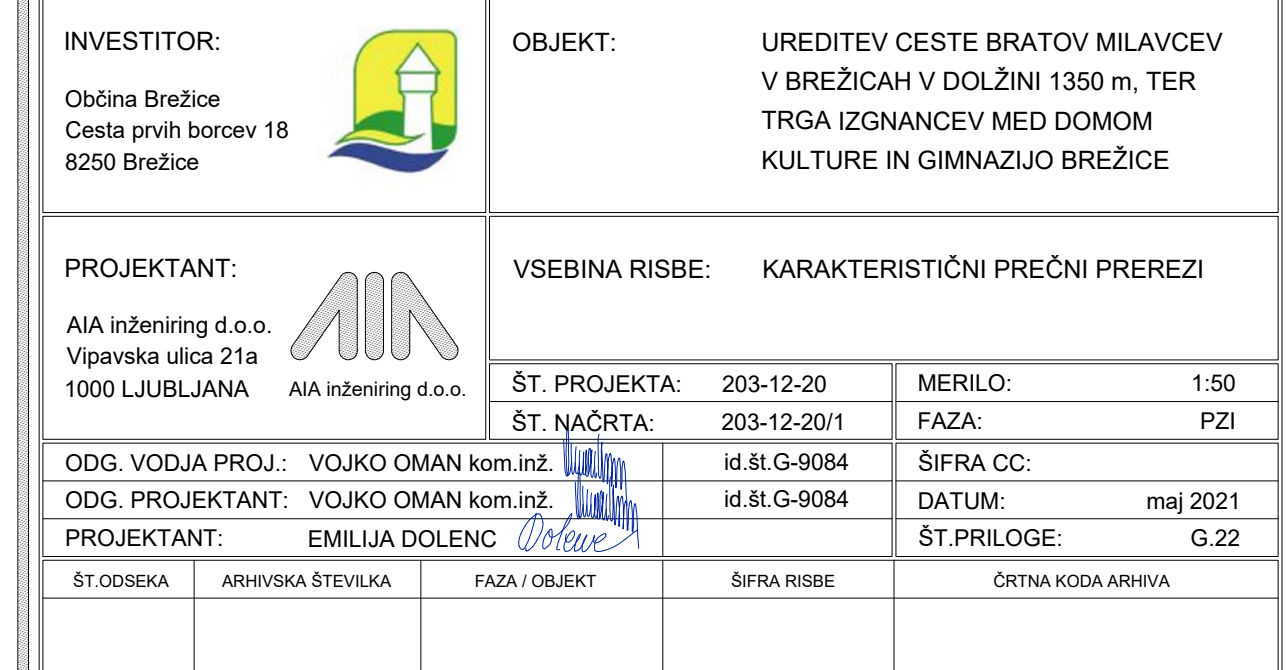 INVESTITOR:
Občina Brežice
Cesta prvih borcev 18
8250 Brežice
OBJEKT:
UREDITEV CESTE BRATOV MILAVCEV
V BREŽICAH V DOLŽINI 1350 m, TER
TRGA IZGNANCEV MED DOMOM
KULTURE IN GIMNAZIJO BREŽICE
PROJEKTANT:
AIA inženiring d.o.o.
Vipavska ulica 21a
1000 LJUBLJANA
AIA
AIA inženiring d.o.o.
VSEBINA RISBE: KARAKTERISTIČNI PREČNI PREREZI
ŠT. PROJEKTA: 203-12-20
MERILO: 1:50
ŠT. NAČRTA: 203-12-20/1
FAZA: PZI
ODG. VODJA PROJ.: VOJKO OMAN kom.inž. id.št.G-9084
ŠIFRA CC:
ODG. PROJEKTANT: VOJKO OMAN kom.inž. id.št.G-9084
DATUM: maj 2021
PROJEKTANT: EMILIJA DOLENC
ŠT.PRILOGE: G.22
ŠT.ODSEKA
ARHIVSKA ŠTEVILKA
FAZA / OBJEKT
ŠIFRA RISBE
ČRTNA KODA ARHIVA